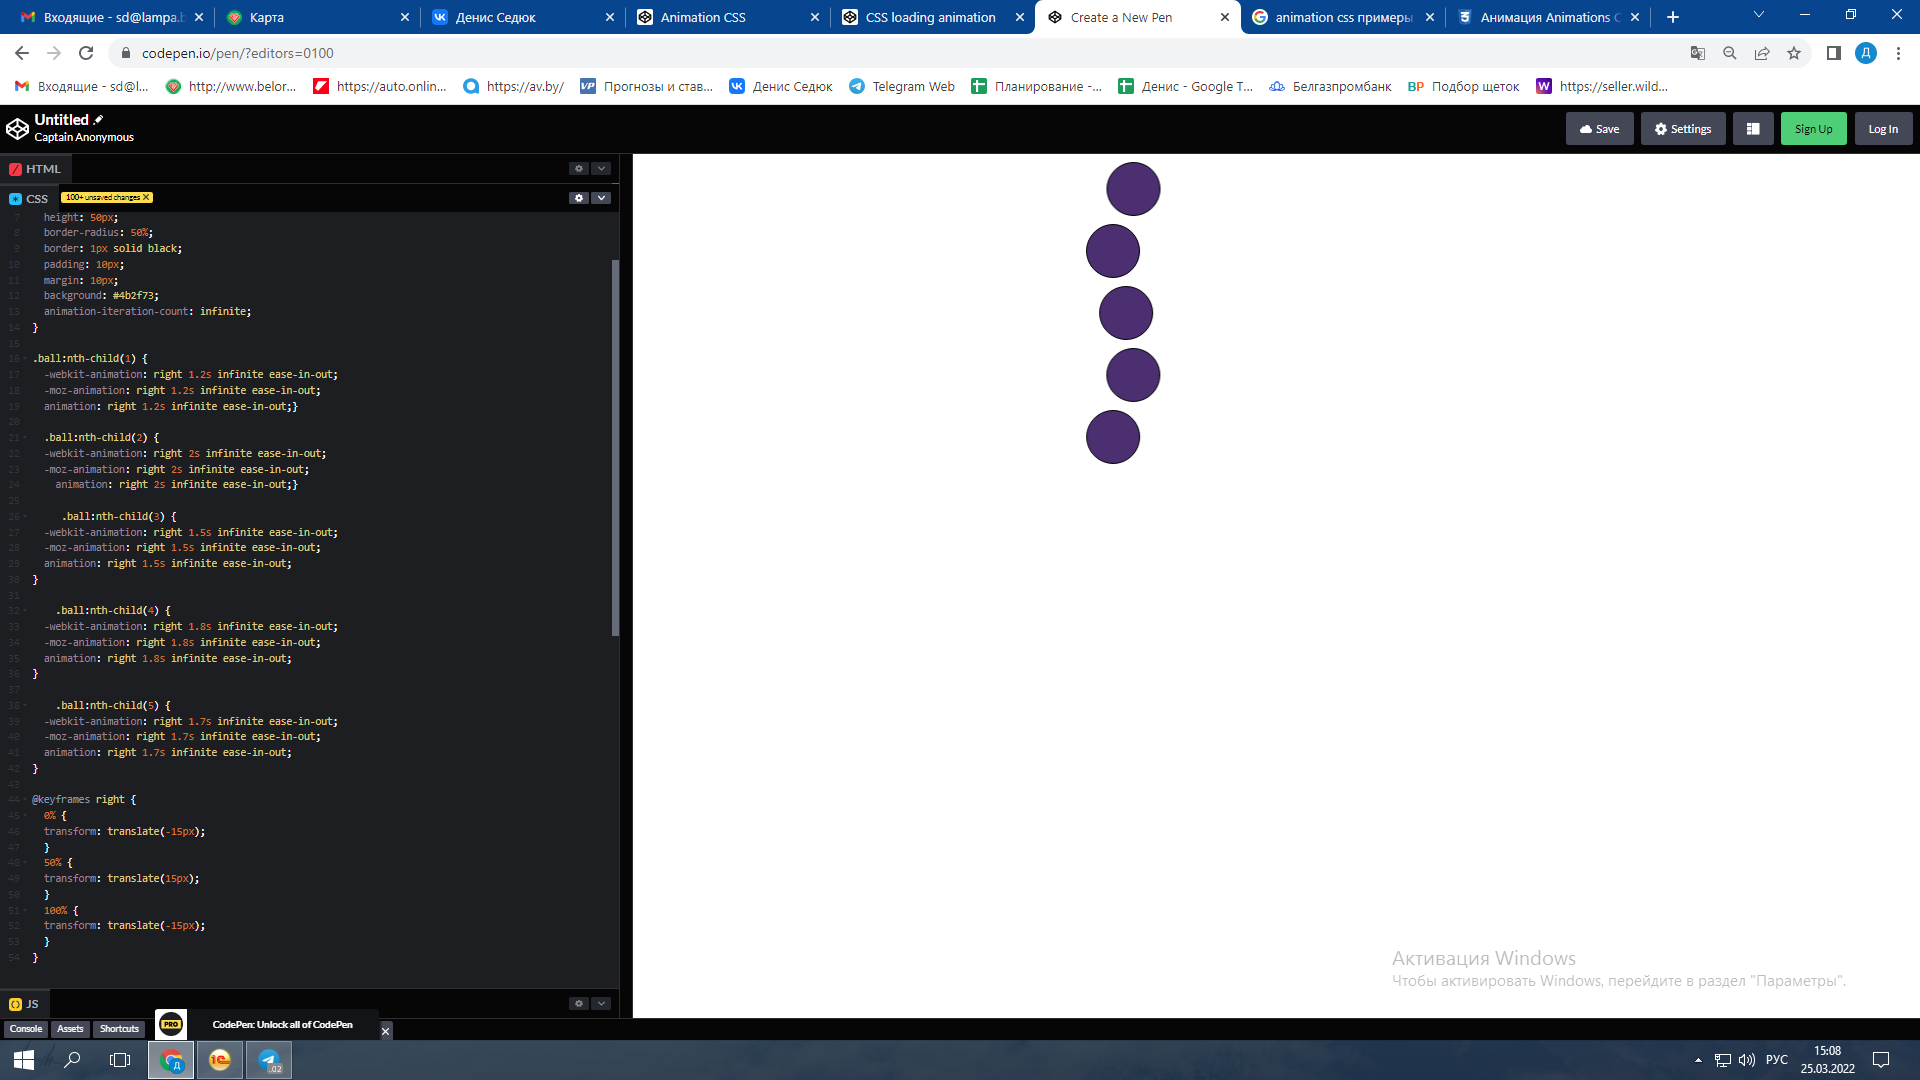 Входящие - sd@lampa.b
Карта
Денис Седюк
Animation CSS
CSS loading animation
Create a New Pen
animation css примеры
Анимация Animations C
codepen.io/pen/?editors=0100
Входящие - sd@l...
http://www.belor...
https://auto.onlin...
https://av.by/
VP Прогнозы и став...
Денис Седюк
Telegram Web
Планирование -...
Денис - Google Т...
Белгазпромбанк
BP Подбор щеток
W https://seller.wild...
Untitled
Captain Anonymous
Save
Settings
Sign Up
Log In
HTML
CSS
100+ unsaved changes X
7 height: 50px;
8 border-radius: 50%;
9 border: 1px solid black;
10 padding: 10px;
11 margin: 10px;
12 background: #4b2f73;
13 animation-iteration-count: infinite;
14 }
15
16 .ball:nth-child(1) {
17 -webkit-animation: right 1.2s infinite ease-in-out;
18 -moz-animation: right 1.2s infinite ease-in-out;
19 animation: right 1.2s infinite ease-in-out;}
20
21 .ball:nth-child(2) {
22 -webkit-animation: right 2s infinite ease-in-out;
23 -moz-animation: right 2s infinite ease-in-out;
24 animation: right 2s infinite ease-in-out;}
25
26 .ball:nth-child(3) {
27 -webkit-animation: right 1.5s infinite ease-in-out;
28 -moz-animation: right 1.5s infinite ease-in-out;
29 animation: right 1.5s infinite ease-in-out;
30 }
31
32 .ball:nth-child(4) {
33 -webkit-animation: right 1.8s infinite ease-in-out;
34 -moz-animation: right 1.8s infinite ease-in-out;
35 animation: right 1.8s infinite ease-in-out;
36 }
37
38 .ball:nth-child(5) {
39 -webkit-animation: right 1.7s infinite ease-in-out;
40 -moz-animation: right 1.7s infinite ease-in-out;
41 animation: right 1.7s infinite ease-in-out;
42 }
43
44 @keyframes right {
45 0% {
46 transform: translate(-15px);
47 }
48 50% {
49 transform: translate(15px);
50 }
51 100% {
52 transform: translate(-15px);
53 }
54 }
Активация Windows
Чтобы активировать Windows, перейдите в раздел "Параметры".
JS
Console
Assets
Shortcuts
PRO
CodePen: Unlock all of CodePen
Д
1С
.02
РУС
15:08
25.03.2022